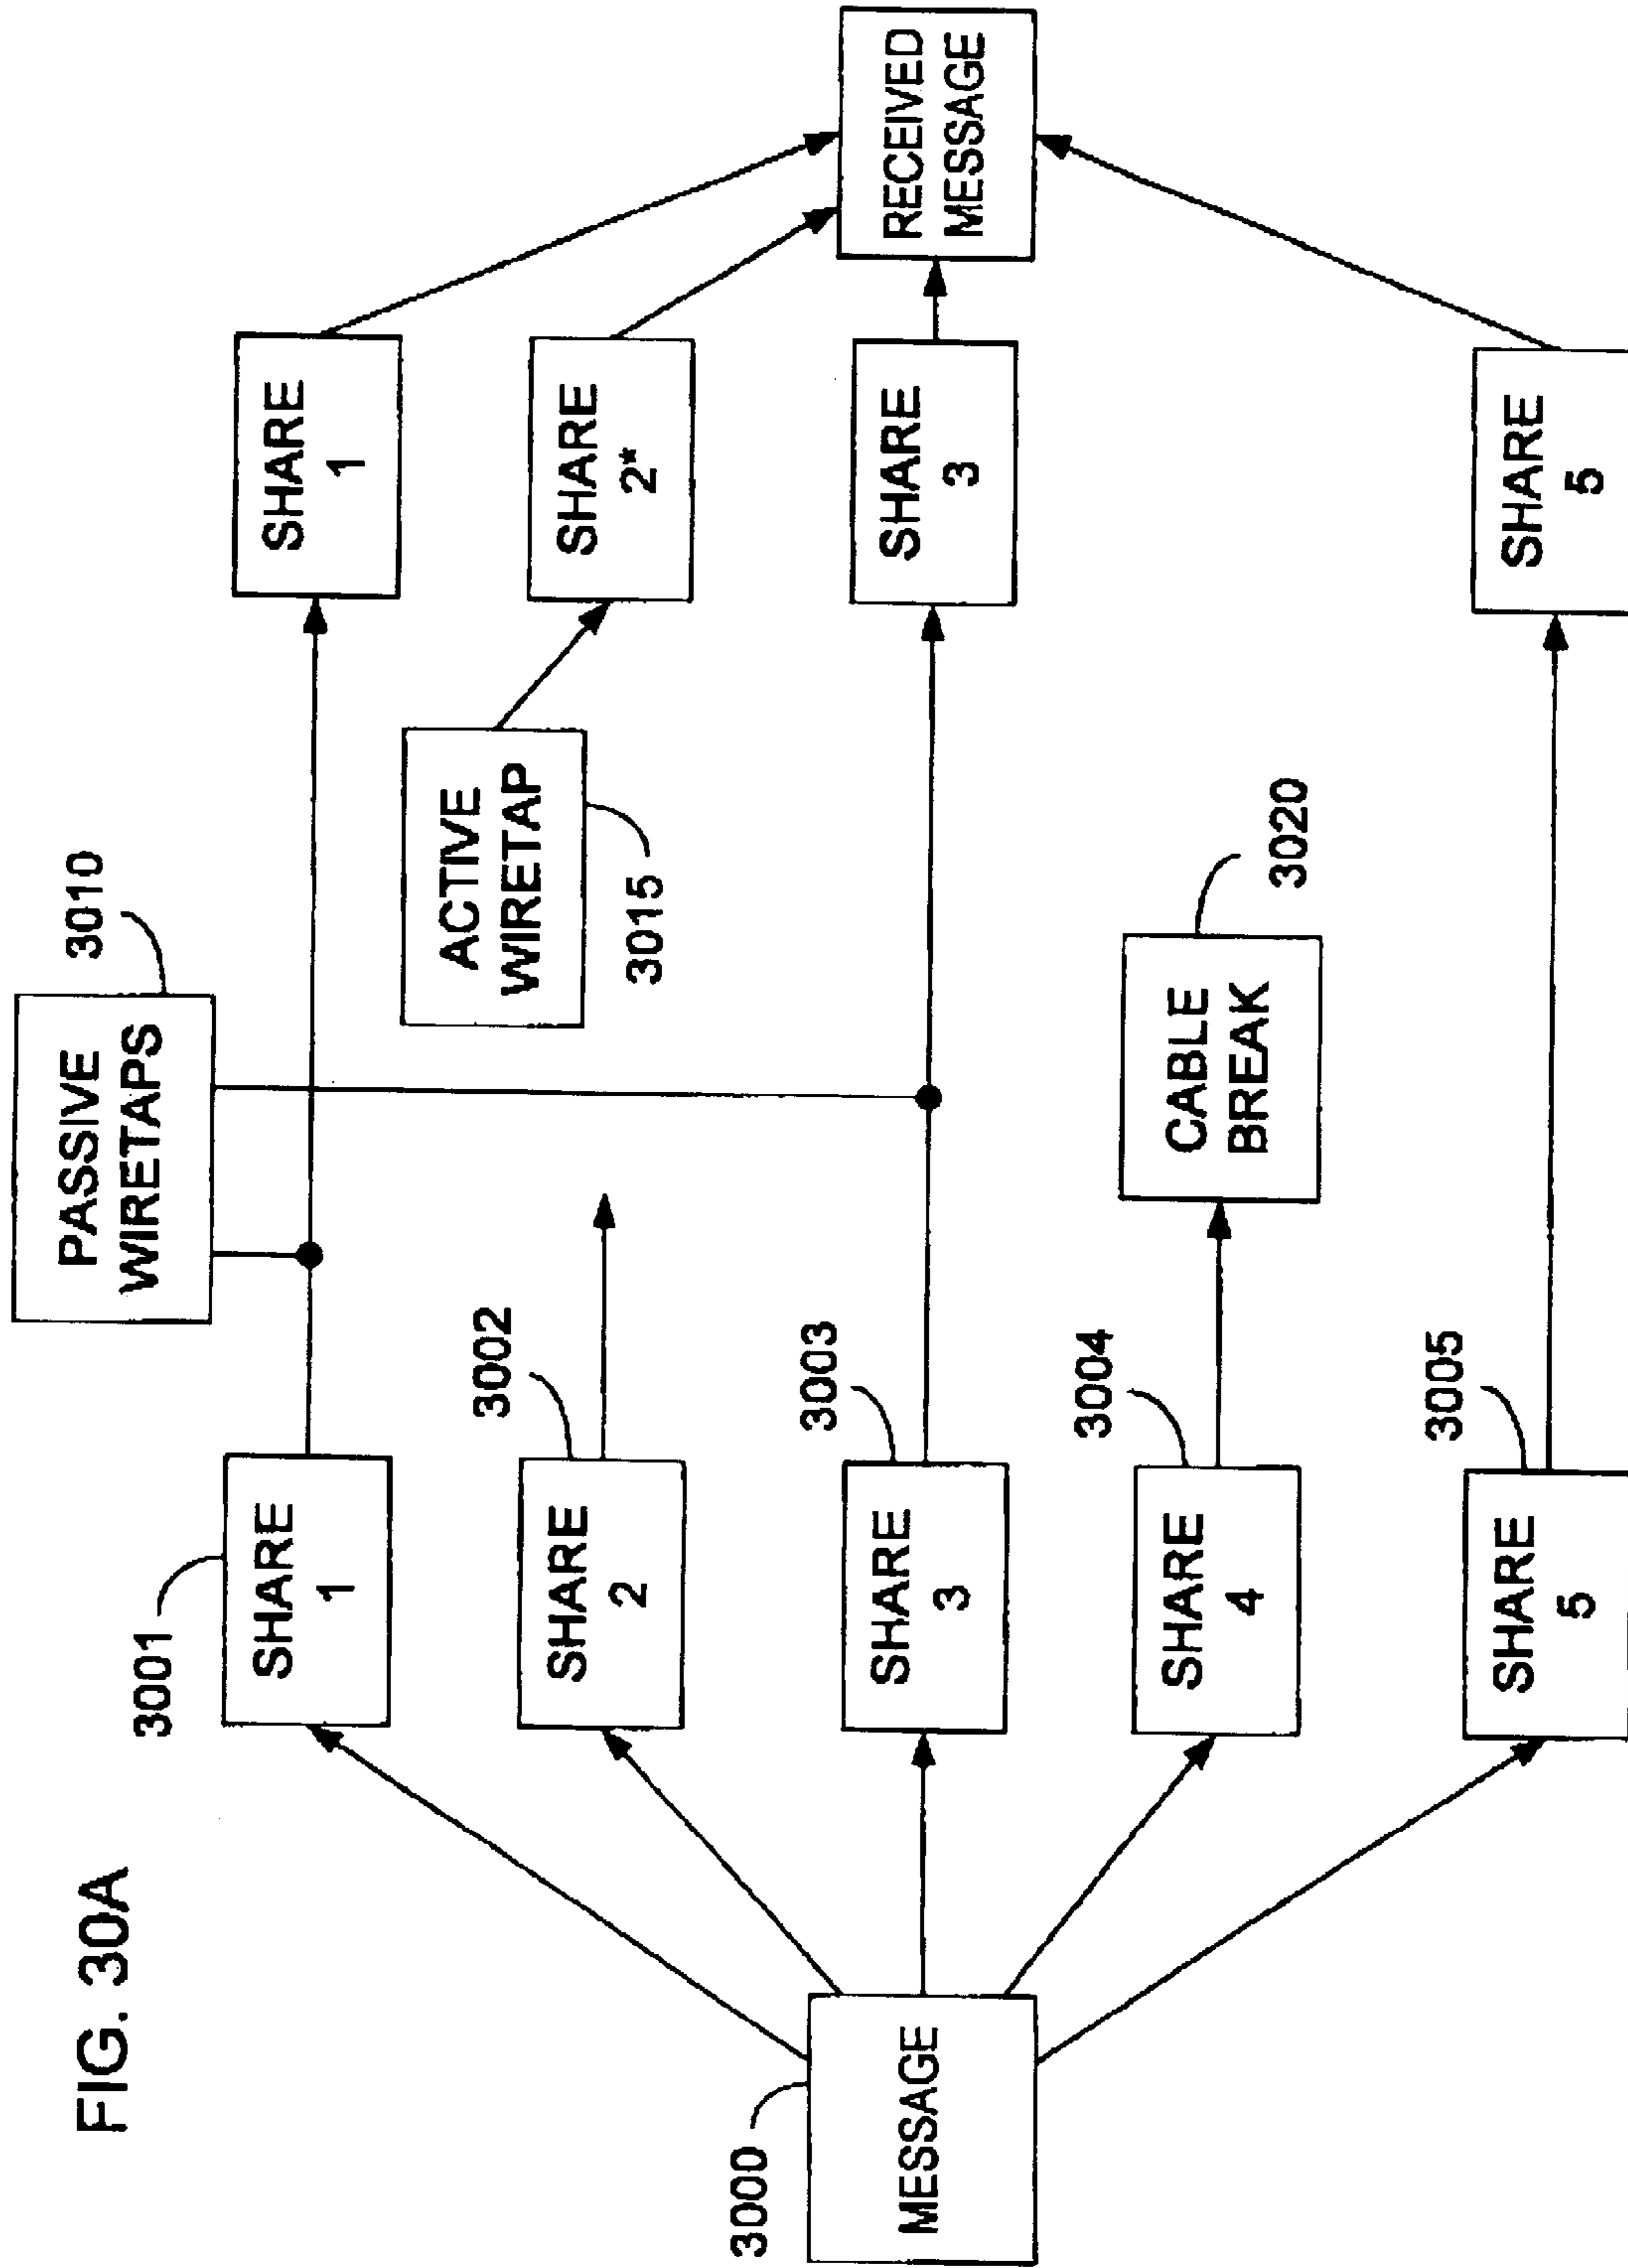 FIG. 30A
3000
MESSAGE
3001
SHARE
1
3002
SHARE
2
3003
SHARE
3
3004
SHARE
4
3005
SHARE
5
PASSIVE
WIRETAPS
3010
ACTIVE
WIRETAP
3015
CABLE
BREAK
3020
SHARE
1
SHARE
2*
SHARE
3
SHARE
5
RECEIVED
MESSAGE